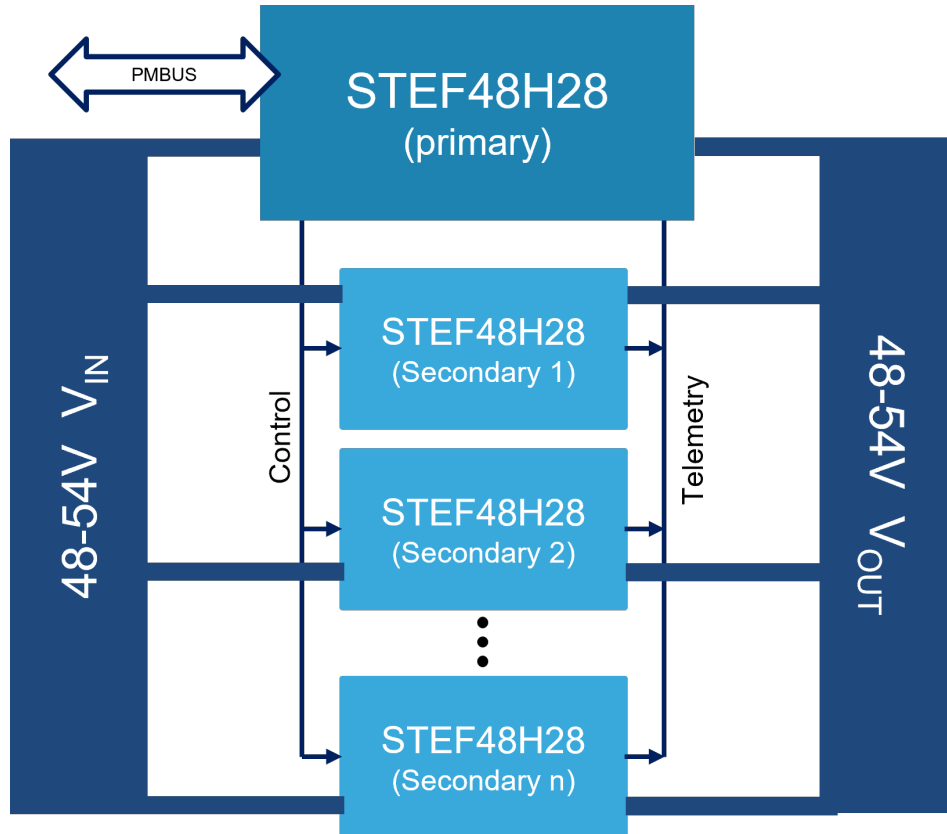 PMBUS
STEF48H28
(primary)
48-54V VIN
Control
STEF48H28
(Secondary 1)
STEF48H28
(Secondary 2)
STEF48H28
(Secondary n)
Telemetry
48-54V VOUT